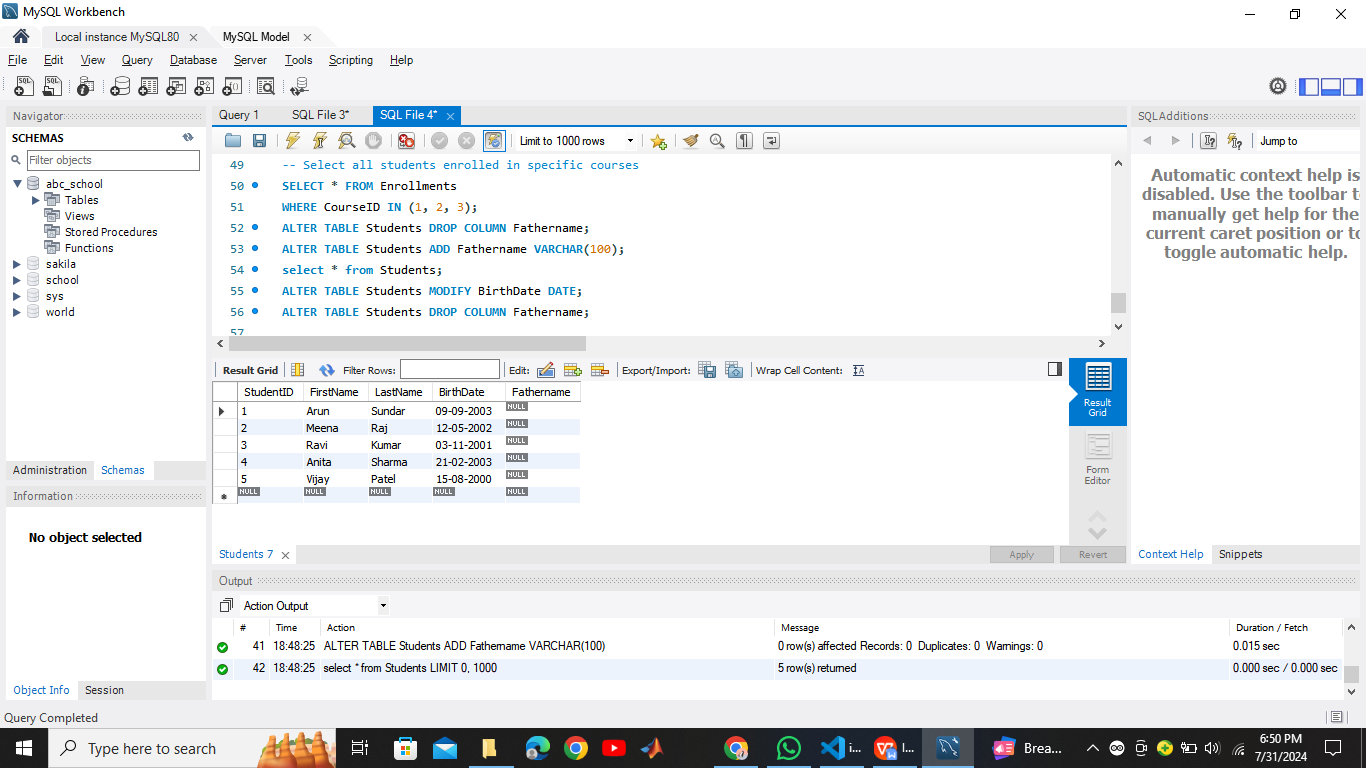 MySQL Workbench
Local instance MySQL80
MySQL Model
File Edit View Query Database Server Tools Scripting Help
Navigator
SCHEMAS
Filter objects
abc_school
Tables
Views
Stored Procedures
Functions
sakila
school
sys
world
Administration Schemas
Information
No object selected
Object Info Session
Query Completed
Query 1
SQL File 3*
SQL File 4*
Limit to 1000 rows
49 -- Select all students enrolled in specific courses
50 SELECT * FROM Enrollments
51 WHERE CourseID IN (1, 2, 3);
52 ALTER TABLE Students DROP COLUMN Fathername;
53 ALTER TABLE Students ADD Fathername VARCHAR(100);
54 select * from Students;
55 ALTER TABLE Students MODIFY BirthDate DATE;
56 ALTER TABLE Students DROP COLUMN Fathername;
57
Result Grid Filter Rows: Edit: Export/Import: Wrap Cell Content:
StudentID FirstName LastName BirthDate Fathername
1 Arun Sundar 09-09-2003 NULL
2 Meena Raj 12-05-2002 NULL
3 Ravi Kumar 03-11-2001 NULL
4 Anita Sharma 21-02-2003 NULL
5 Vijay Patel 15-08-2000 NULL
NULL NULL NULL NULL NULL
Result
Grid
Form
Editor
Students 7
Apply Revert
SQLAdditions
Jump to
Automatic context help is
disabled. Use the toolbar t
manually get help for the
current caret position or to
toggle automatic help.
Context Help Snippets
Output
Action Output
# Time Action Message Duration / Fetch
41 18:48:25 ALTER TABLE Students ADD Fathername VARCHAR(100) 0 row(s) affected Records: 0 Duplicates: 0 Warnings: 0 0.015 sec
42 18:48:25 select * from Students LIMIT 0, 1000 5 row(s) returned 0.000 sec / 0.000 sec
Type here to search
i...
I...
Brea...
6:50 PM
7/31/2024